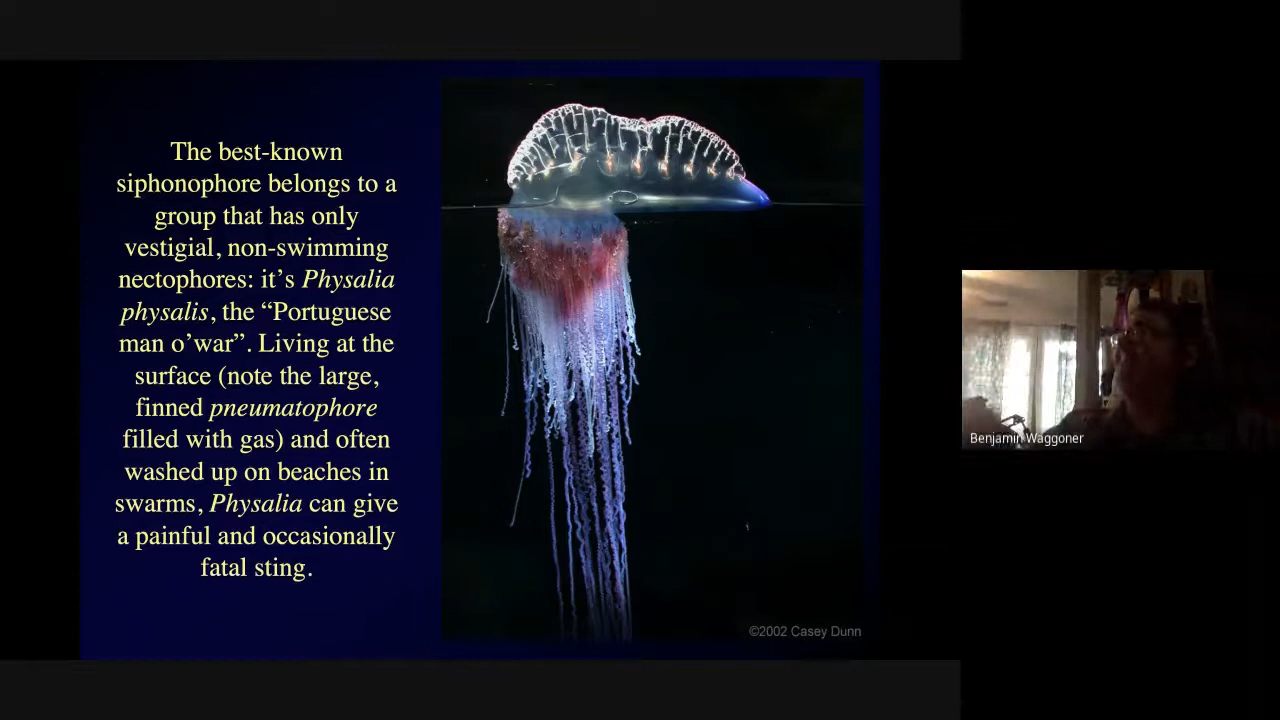 The best-known
siphonophore belongs to a
group that has only
vestigial, non-swimming
nectophores: it’s Physalia
physalis, the “Portuguese
man o’war”. Living at the
surface (note the large,
finned pneumatophore
filled with gas) and often
washed up on beaches in
swarms, Physalia can give
a painful and occasionally
fatal sting.
©2002 Casey Dunn
Benjamin Waggoner